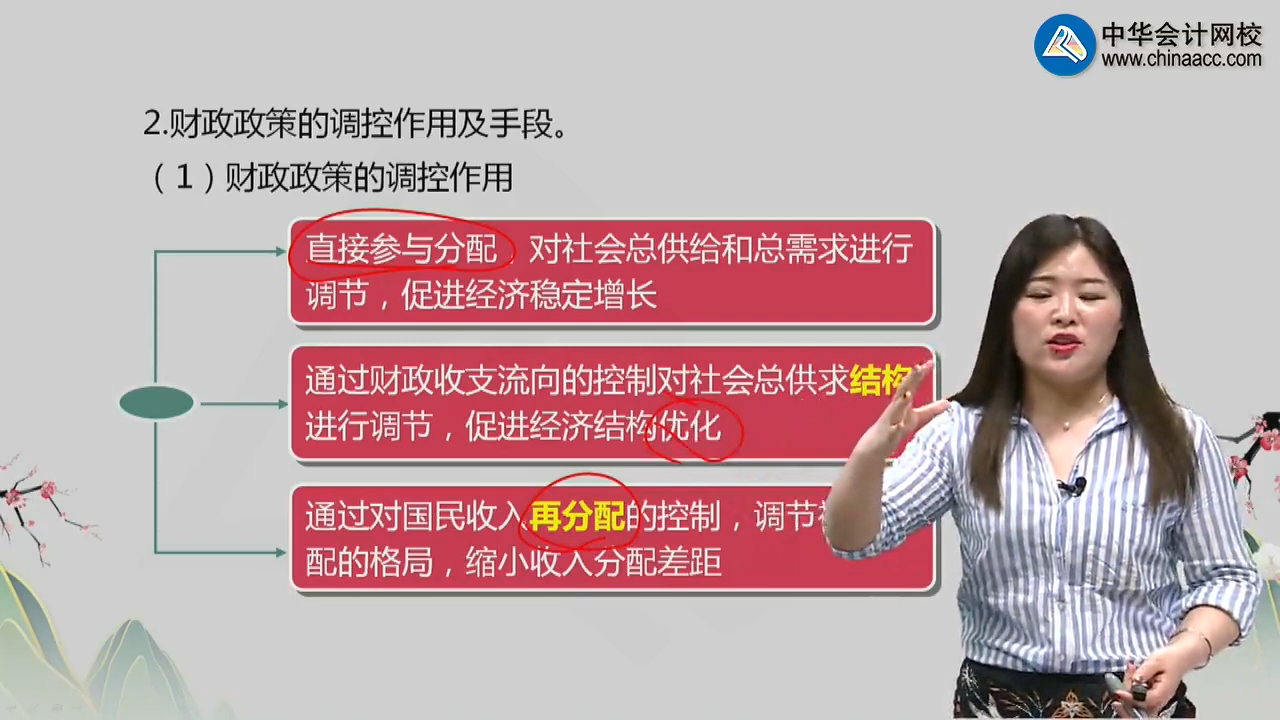 中华会计网校
www.chinaacc.com
2.财政政策的调控作用及手段。
（1）财政政策的调控作用
直接参与分配，对社会总供给和总需求进行
调节，促进经济稳定增长
通过财政收支流向的控制对社会总供求结构
进行调节，促进经济结构优化
通过对国民收入再分配的控制，调节
配的格局，缩小收入分配差距